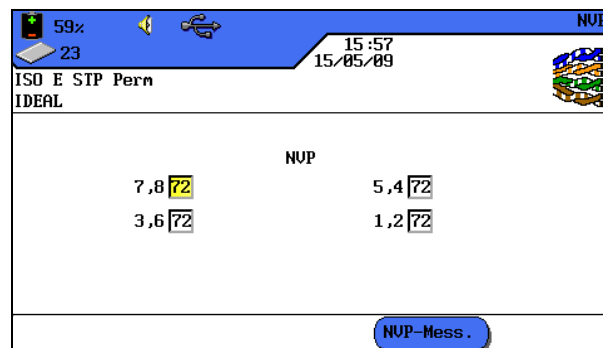 59% NVP
23 15:57
15/05/09
ISO E STP Perm
IDEAL
NVP
7,8 72 5,4 72
3,6 72 1,2 72
NVP-Mess.